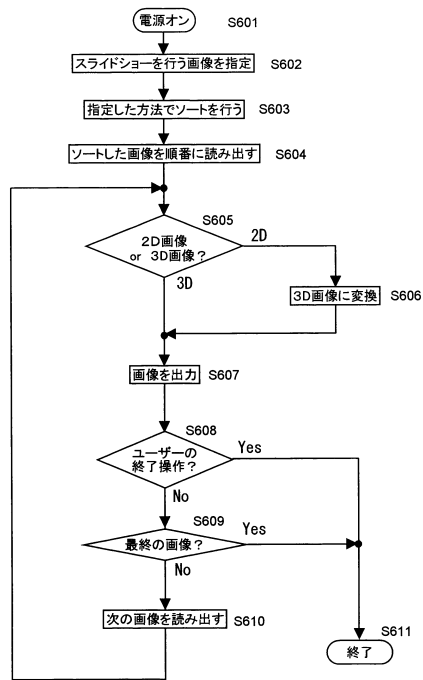 電源オン
S601
スライドショーを行う画像を指定
S602
指定した方法でソートを行う
S603
ソートした画像を順番に読み出す
S604
S605
2D画像
or 3D画像?
2D
3D
3D画像に変換
S606
画像を出力
S607
S608
ユーザーの
終了操作?
Yes
No
S609
最終の画像?
Yes
No
次の画像を読み出す
S610
S611
終了